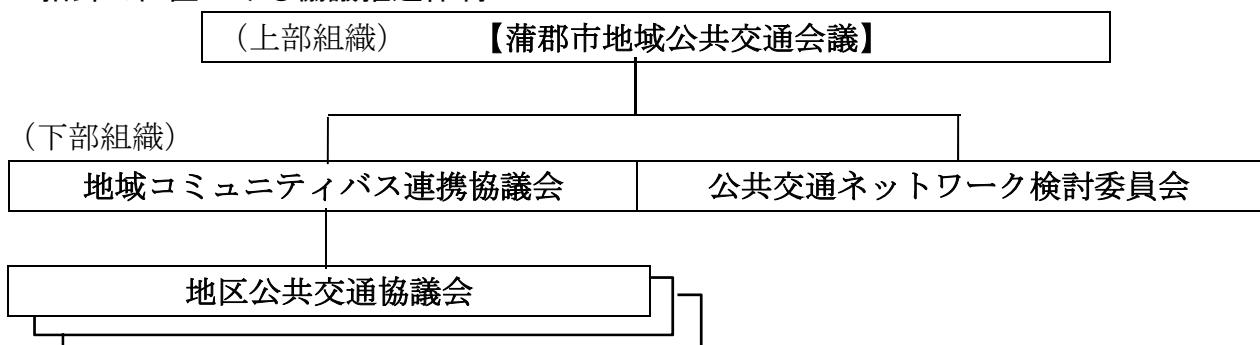 (上部組織) 【蒲郡市地域公共交通会議】
(下部組織)
地域コミュニティバス連携協議会 公共交通ネットワーク検討委員会
地区公共交通協議会